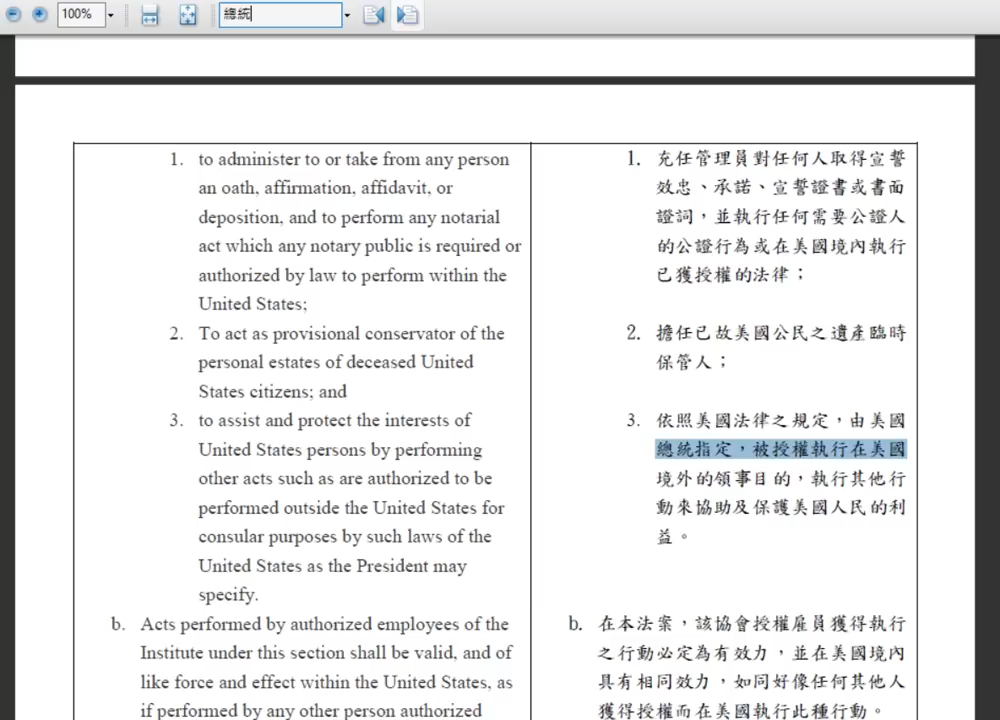 100%
總統
1. to administer to or take from any person
an oath, affirmation, affidavit, or
deposition, and to perform any notarial
act which any notary public is required or
authorized by law to perform within the
United States;
2. To act as provisional conservator of the
personal estates of deceased United
States citizens; and
3. to assist and protect the interests of
United States persons by performing
other acts such as are authorized to be
performed outside the United States for
consular purposes by such laws of the
United States as the President may
specify.
b. Acts performed by authorized employees of the
Institute under this section shall be valid, and of
like force and effect within the United States, as
if performed by any other person authorized
1. 充任管理員對任何人取得宣誓
效忠、承諾、宣誓證書或書面
證詞，並執行任何需要公證人
的公證行為或在美國境內執行
已獲授權的法律；
2. 擔任已故美國公民之遺產臨時
保管人；
3. 依照美國法律之規定，由美國
總統指定，被授權執行在美國
境外的領事目的，執行其他行
動來協助及保護美國人民的利
益。
b. 在本法案，該協會授權雇員獲得執行
之行動必定為有效力，並在美國境內
具有相同效力，如同好像任何其他人
獲得授權而在美國執行此種行動。